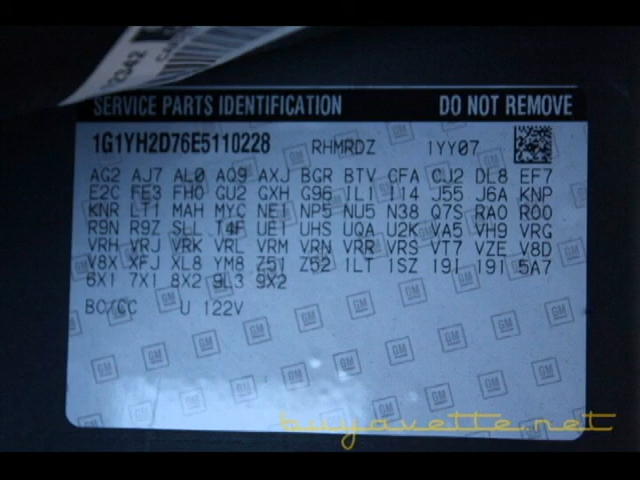 2342
SERVICE PARTS IDENTIFICATION DO NOT REMOVE
1G1YH2D76E5110228 RHMRDZ 1YY07
AG2 AJ7 AL0 AQ9 AXJ BGR BTV CFA CJ2 DL8 EF7
E2C FE3 FHO GU2 GXH G96 IL1 I14 J55 J6A KNP
KNR LT1 MAH MYC NE1 NP5 NU5 N38 Q7S RAO ROO
R9N R9Z SLL T4F UE1 UHS UQA U2K VA5 VH9 VRG
VRH VRJ VRK VRL VRM VRN VRR VRS VT7 VZE V8D
V8X XFJ XL8 YM8 Z51 Z52 1LT 1SZ 19I 19I 5A7
6X1 7X1 8X2 9L3 9X2
BC/CC U 122V
buyavette.net